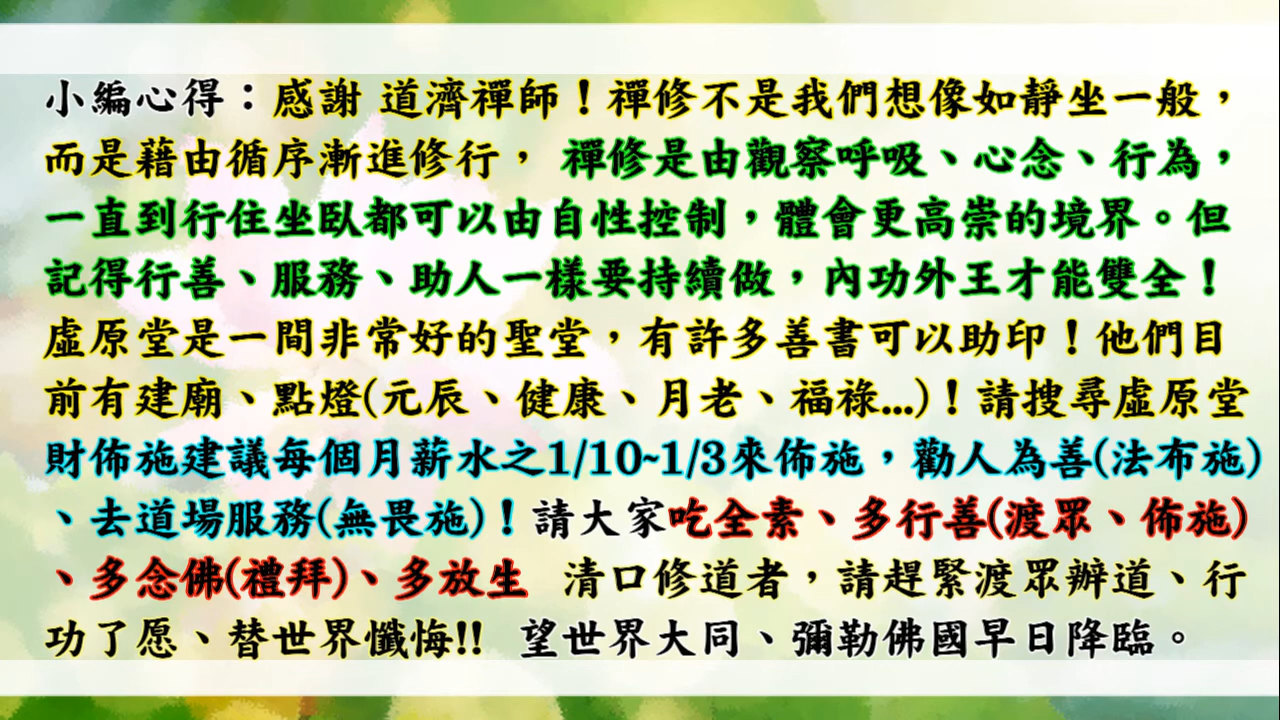 小編心得：感謝 道濟禪師！禪修不是我們想像如靜坐一般，
而是藉由循序漸進修行， 禪修是由觀察呼吸、心念、行為，
一直到行住坐臥都可以由自性控制，體會更高崇的境界。但
記得行善、服務、助人一樣要持續做，內功外王才能雙全！
虛原堂是一間非常好的聖堂，有許多善書可以助印！他們目
前有建廟、點燈(元辰、健康、月老、福祿...)！請搜尋虛原堂
財佈施建議每個月薪水之1/10~1/3來佈施，勸人為善(法布施)
、去道場服務(無畏施)！請大家吃全素、多行善(渡眾、佈施)
、多念佛(禮拜)、多放生 清口修道者，請趕緊渡眾辦道、行
功了愿、替世界懺悔!! 望世界大同、彌勒佛國早日降臨。